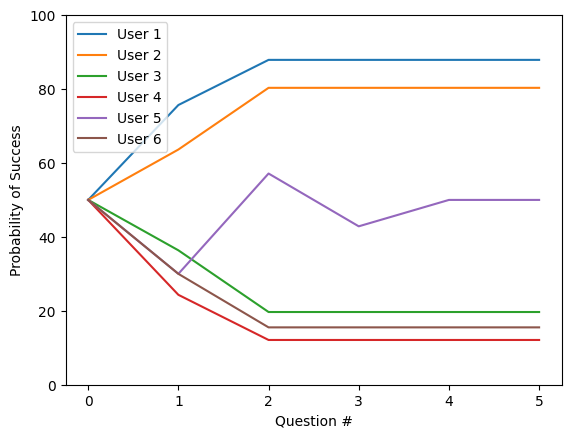 100
80
60
40
20
0
Probability of Success
User 1
User 2
User 3
User 4
User 5
User 6
0 1 2 3 4 5
Question #